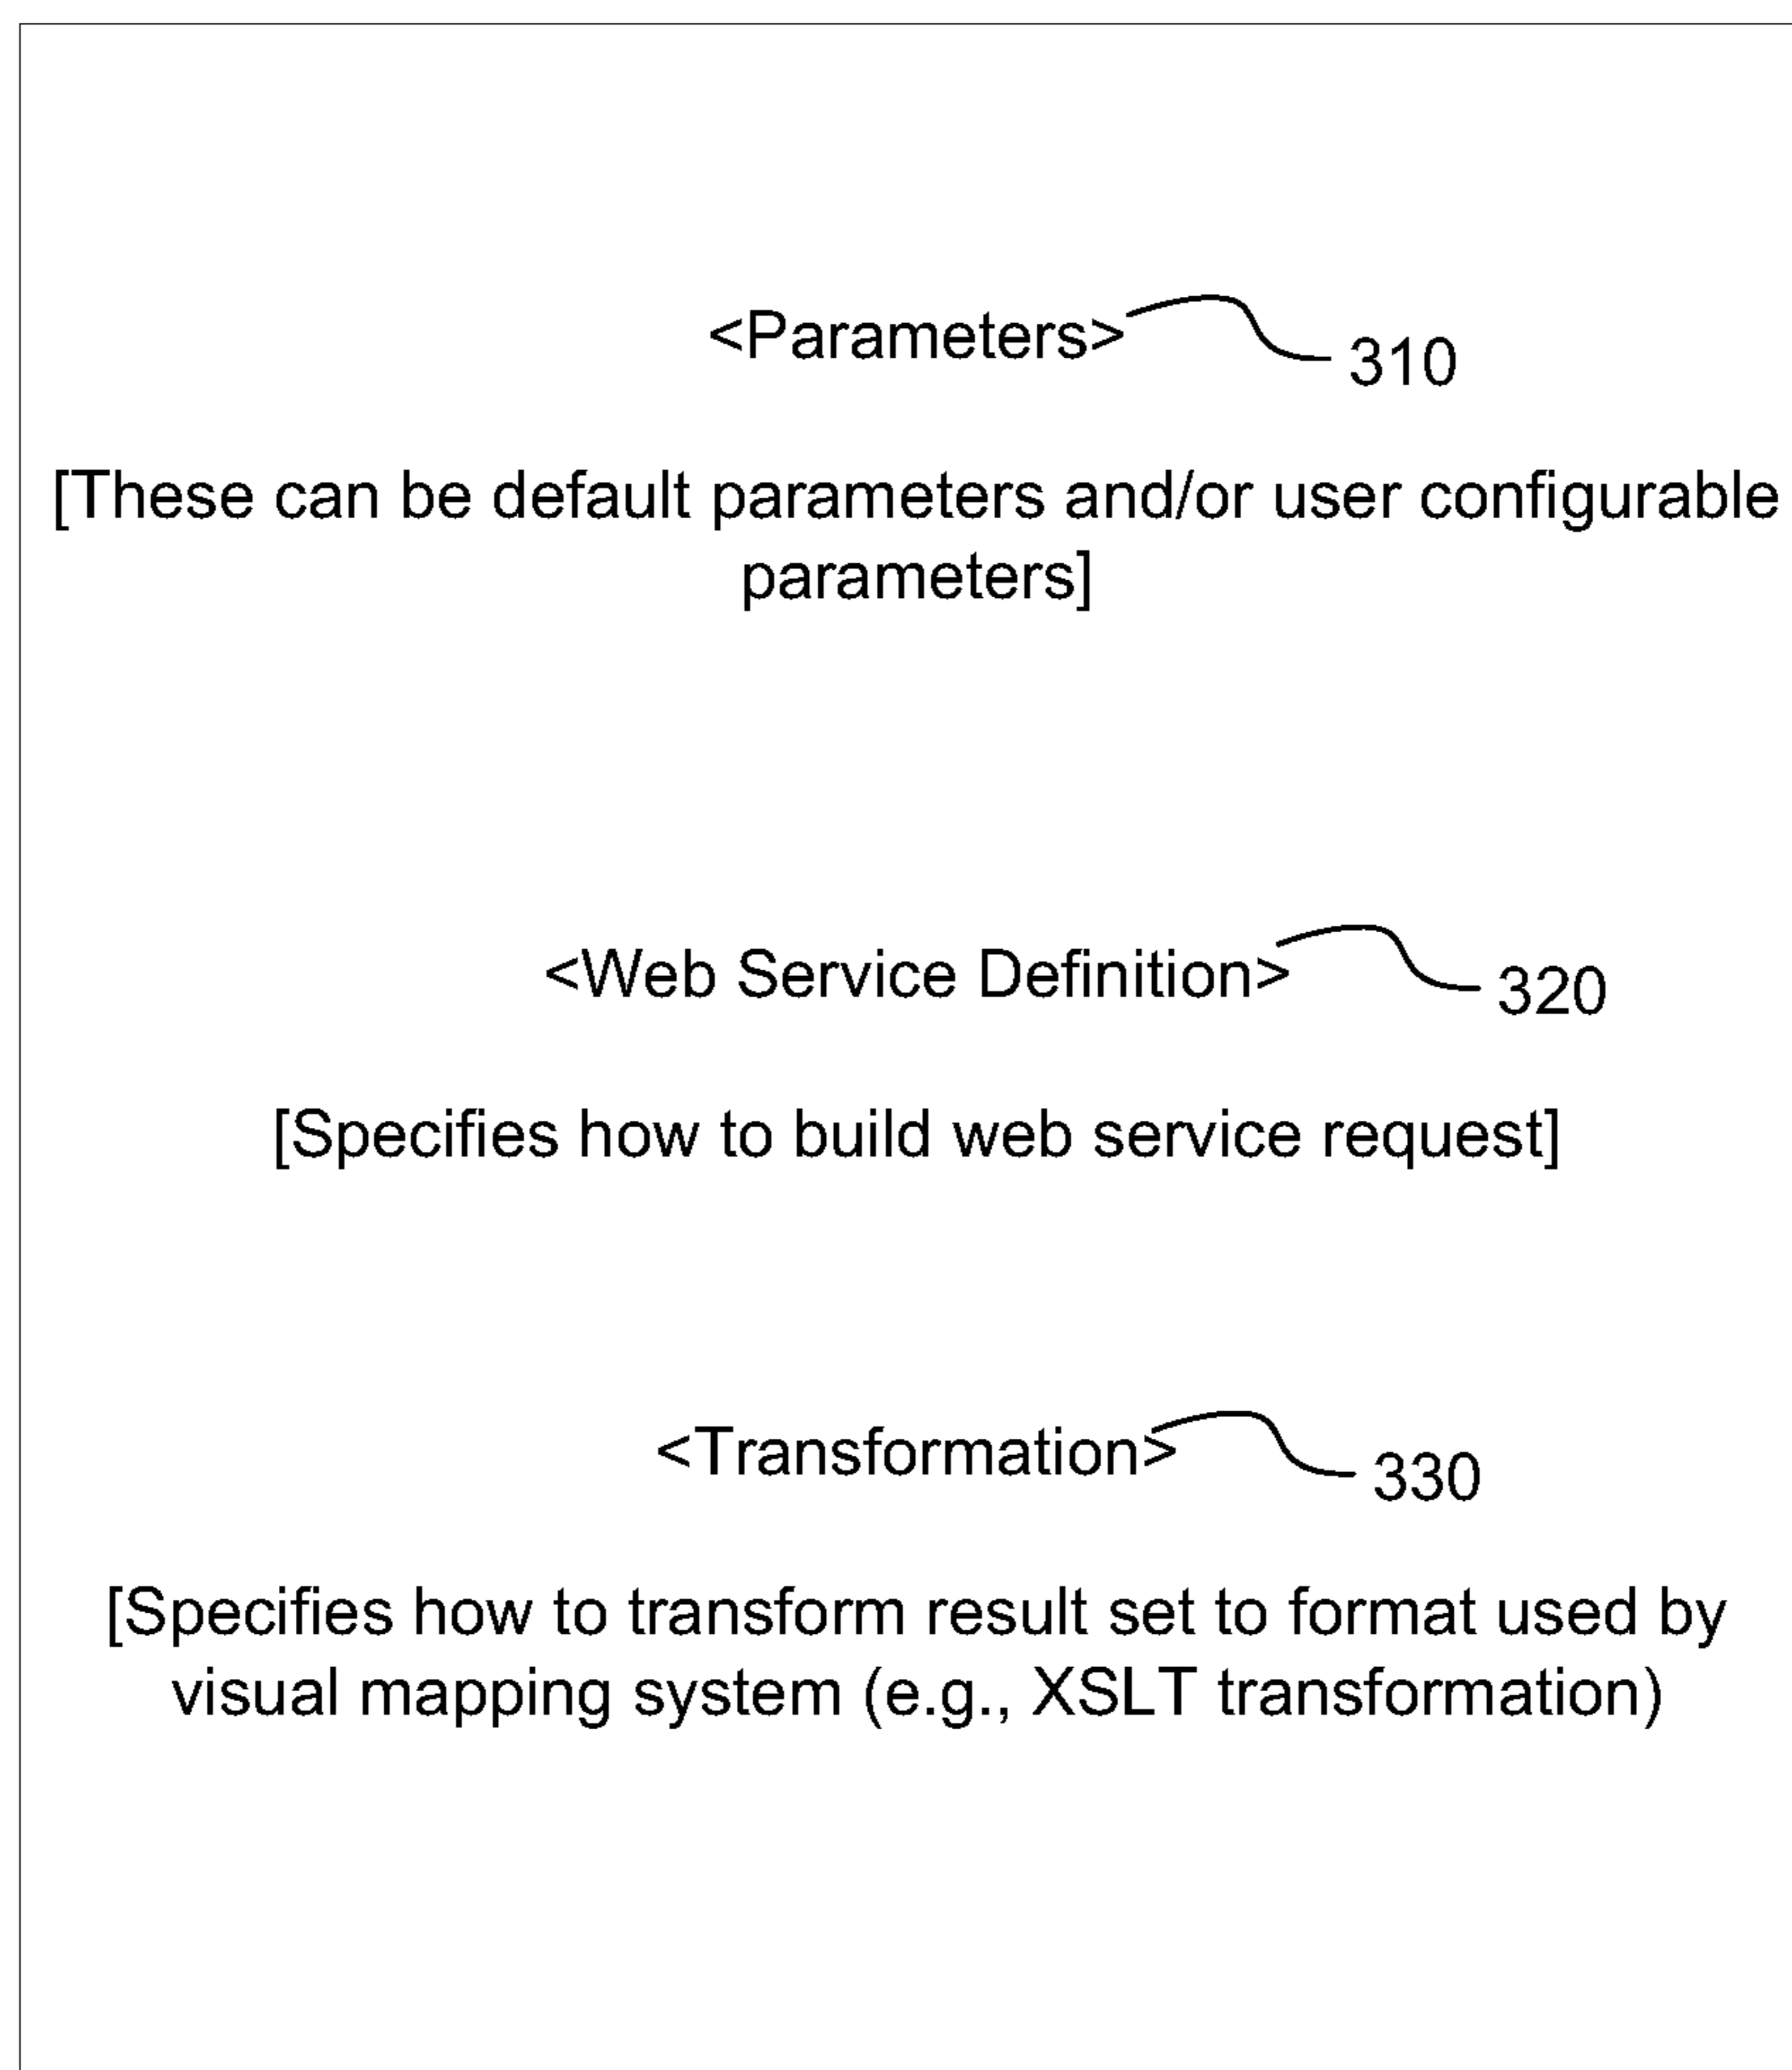 <Parameters> 310
[These can be default parameters and/or user configurable
parameters]
<Web Service Definition> 320
[Specifies how to build web service request]
<Transformation> 330
[Specifies how to transform result set to format used by
visual mapping system (e.g., XSLT transformation)